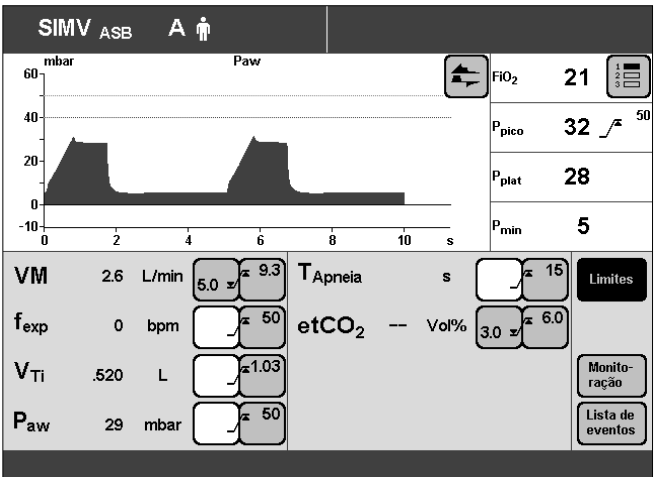 SIMV ASB A
mbar Paw
60
40
20
0
-10
0 2 4 6 8 10 s
FiO2 21 1 2 3
Ppico 32 50
Pplat 28
Pmin 5
VM 2.6 L/min 5.0 9.3
fexp 0 bpm 50
VTi .520 L 1.03
Paw 29 mbar 50
TApneia s 15
etCO2 -- Vol% 3.0 6.0
Limites
Monito-
ração
Lista de
eventos